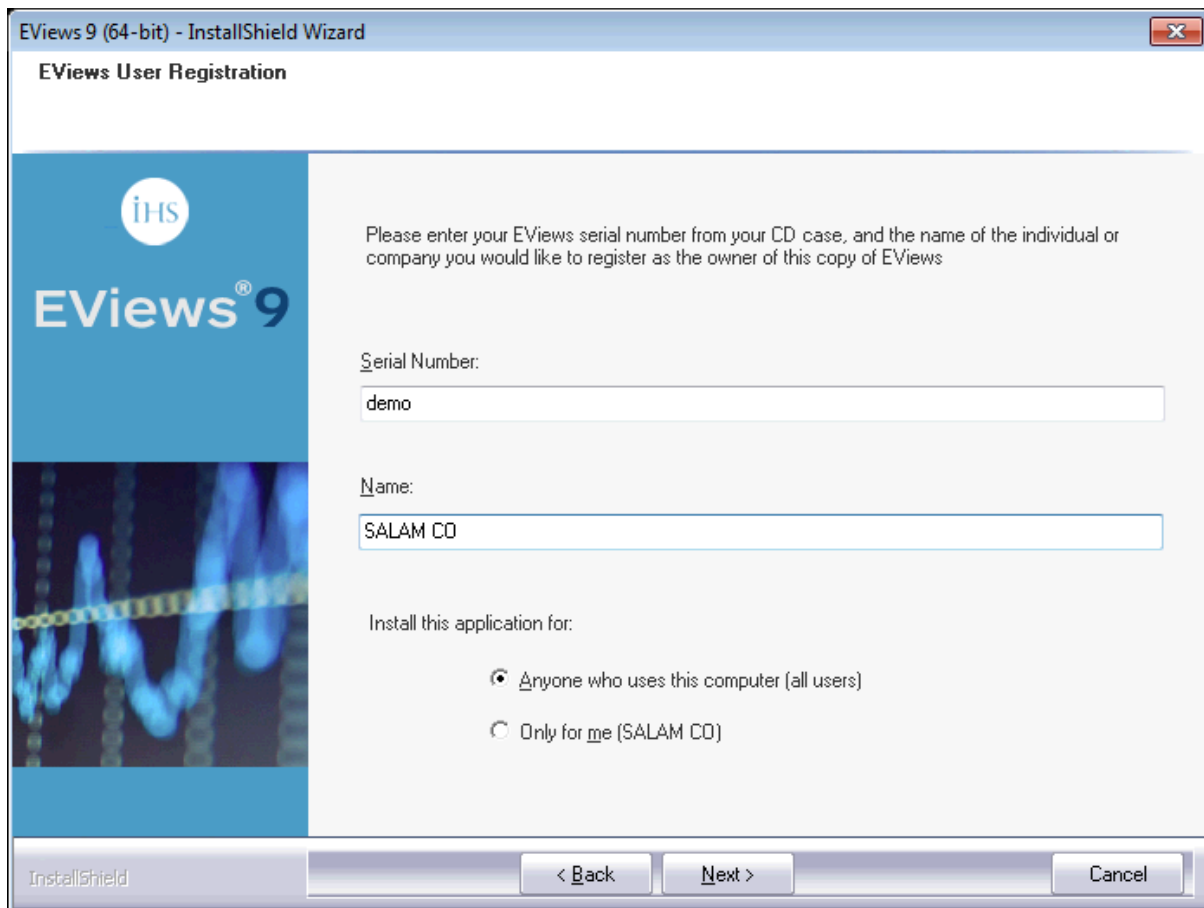 EViews 9 (64-bit) - InstallShield Wizard
EViews User Registration
iHS
EViews®9
Please enter your EViews serial number from your CD case, and the name of the individual or
company you would like to register as the owner of this copy of EViews
Serial Number:
demo
Name:
SALAM CO
Install this application for:
Anyone who uses this computer (all users)
Only for me (SALAM CO)
InstallShield
< Back
Next >
Cancel